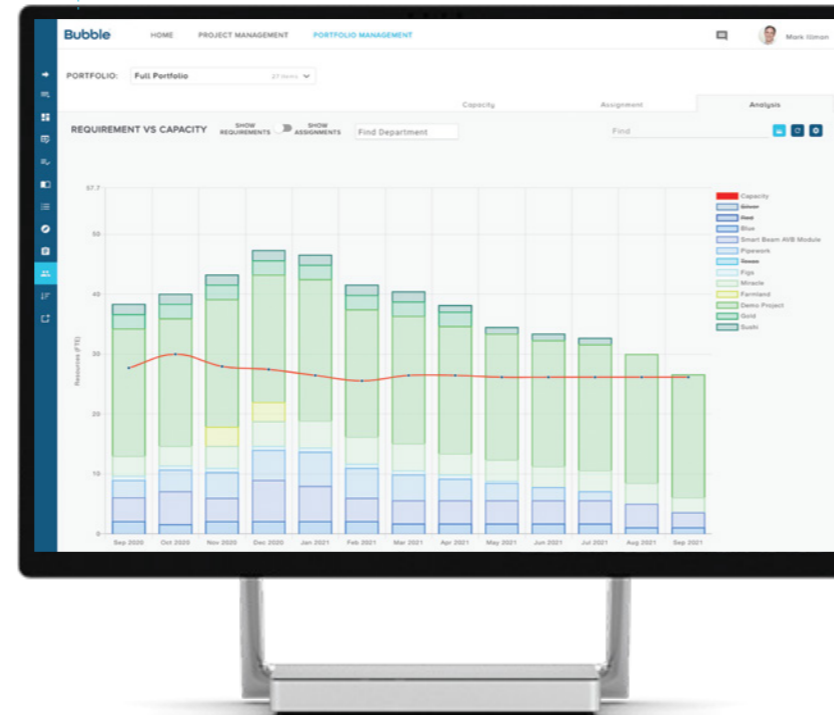 Bubble
HOME PROJECT MANAGEMENT PORTFOLIO MANAGEMENT
Mark Illman
PORTFOLIO: Full Portfolio 27 items
Capacity Assignment Analysis
REQUIREMENT VS CAPACITY
SHOW REQUIREMENTS
SHOW ASSIGNMENTS
Find Department
Find
57.7
50
40
30
20
10
0
Resources (FTE)
Sep 2020 Oct 2020 Nov 2020 Dec 2020 Jan 2021 Feb 2021 Mar 2021 Apr 2021 May 2021 Jun 2021 Jul 2021 Aug 2021 Sep 2021
Capacity
Silver
Red
Blue
Smart Beam AVB Module
Pipework
Texas
Figs
Miracle
Farmland
Demo Project
Gold
Sushi